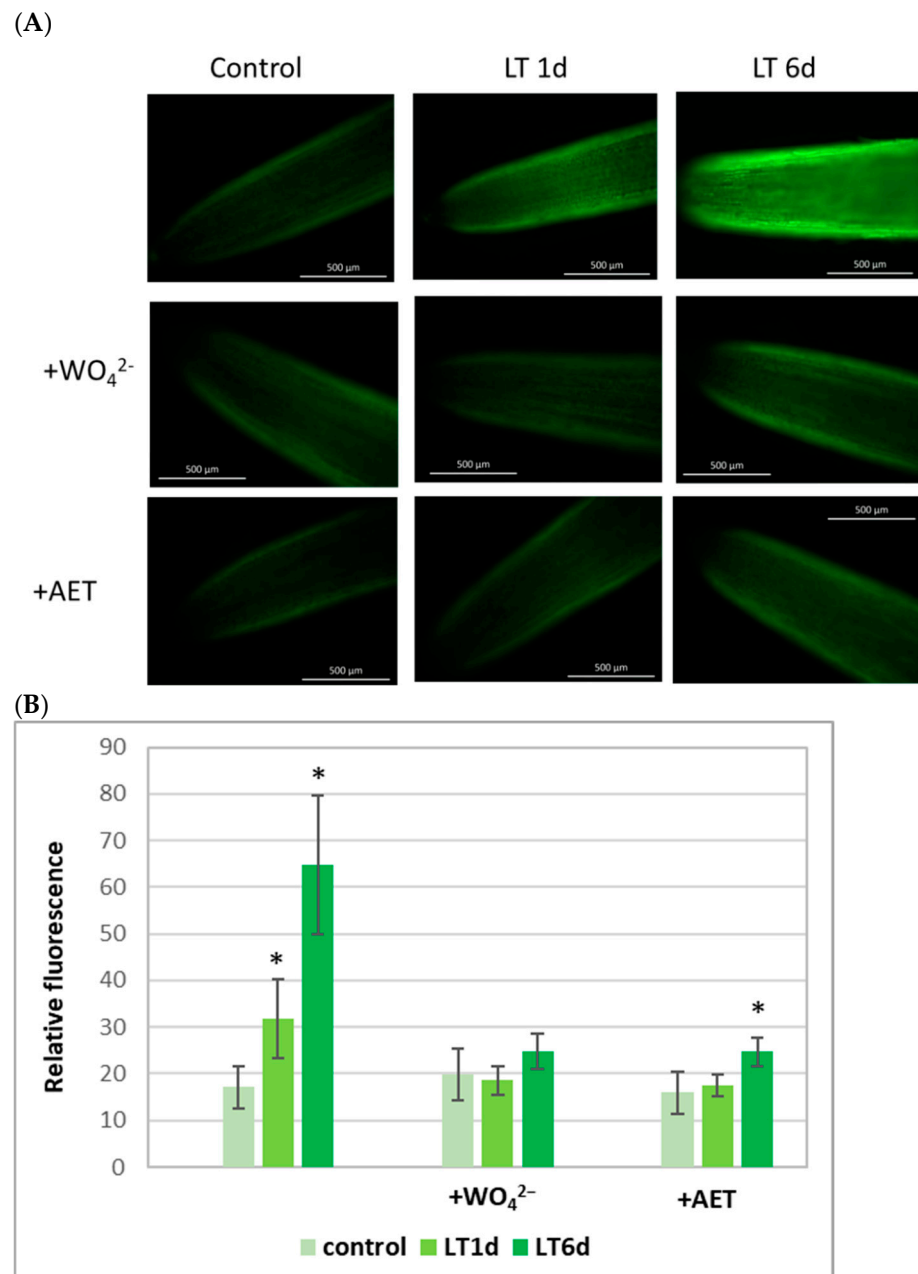 (A)
Control LT 1d LT 6d
500 µm 500 µm 500 µm
+WO₄²⁻
500 µm 500 µm 500 µm
+AET
500 µm 500 µm 500 µm
(B)
90
80
70
60
50
40
30
20
10
0
Relative fluorescence
* * *
+WO₄²⁻ +AET
control LT1d LT6d